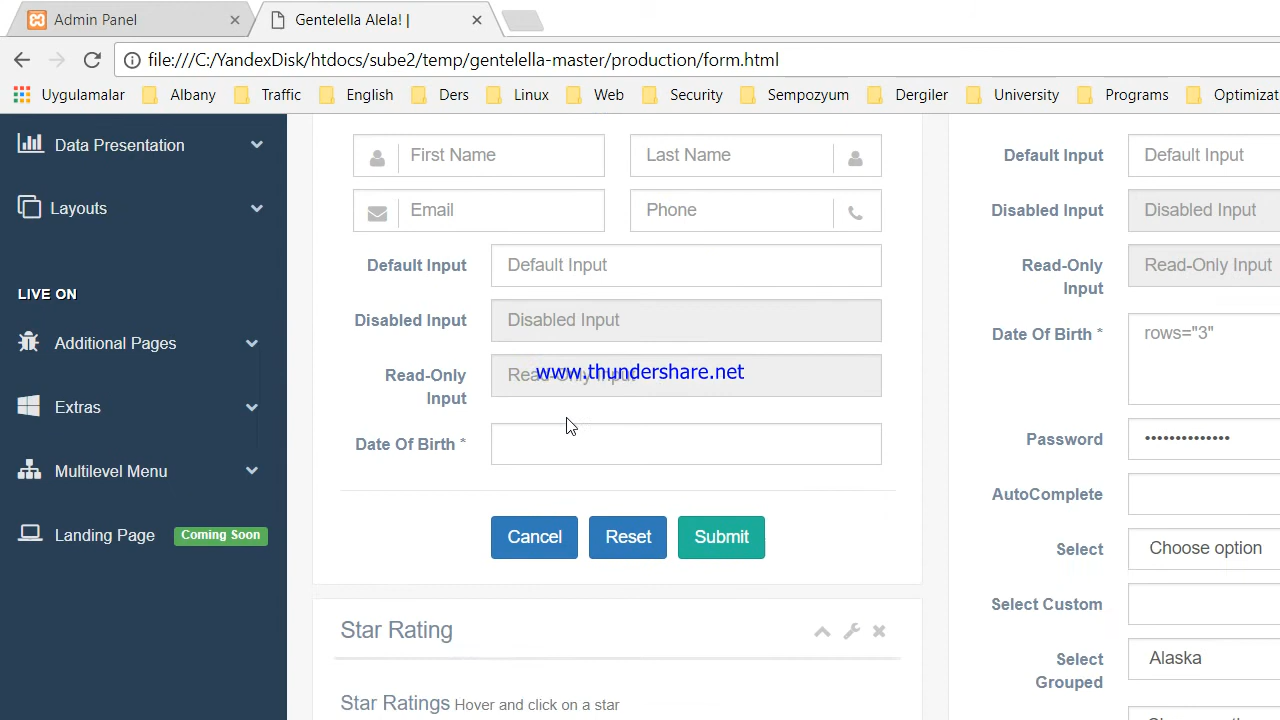 Admin Panel
Gentelella Alela! |
file:///C:/YandexDisk/htdocs/sube2/temp/gentelella-master/production/form.html
Uygulamalar
Albany
Traffic
English
Ders
Linux
Web
Security
Sempozyum
Dergiler
University
Programs
Optimizat
Data Presentation
Layouts
LIVE ON
Additional Pages
Extras
Multilevel Menu
Landing Page
Coming Soon
First Name
Last Name
Email
Phone
Default Input
Default Input
Disabled Input
Disabled Input
Read-Only
Input
Read-Only Input
www.thundershare.net
Date Of Birth *
Cancel
Reset
Submit
Star Rating
Star Ratings Hover and click on a star
Default Input
Default Input
Disabled Input
Disabled Input
Read-Only
Input
Read-Only Input
Date Of Birth *
rows="3"
Password
••••••••••••••
AutoComplete
Select
Choose option
Select Custom
Select
Grouped
Alaska